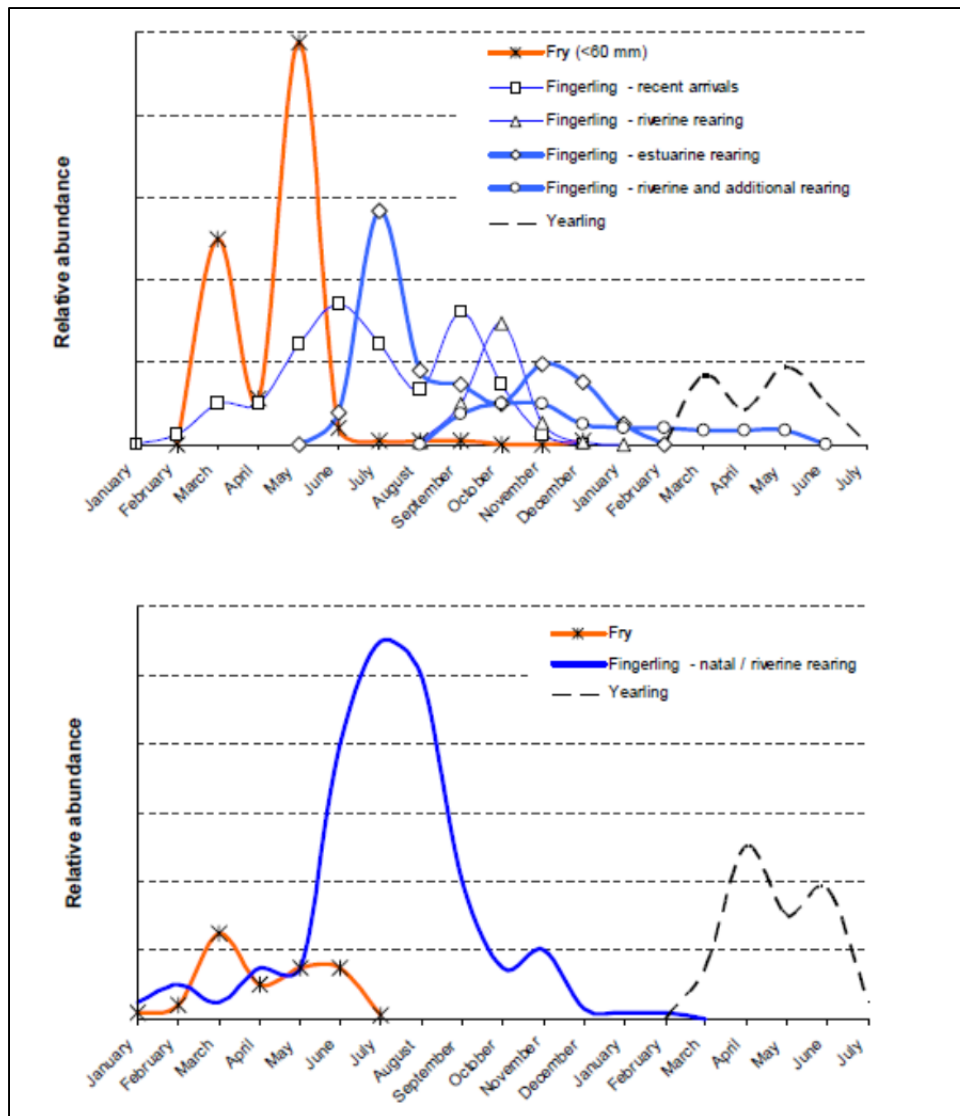 Relative abundance
Fry (<60 mm)
Fingerling - recent arrivals
Fingerling - riverine rearing
Fingerling - estuarine rearing
Fingerling - riverine and additional rearing
Yearling
January
February
March
April
May
June
July
August
September
October
November
December
January
February
March
April
May
June
July
Relative abundance
Fry
Fingerling - natal / riverine rearing
Yearling
January
February
March
April
May
June
July
August
September
October
November
December
January
February
March
April
May
June
July